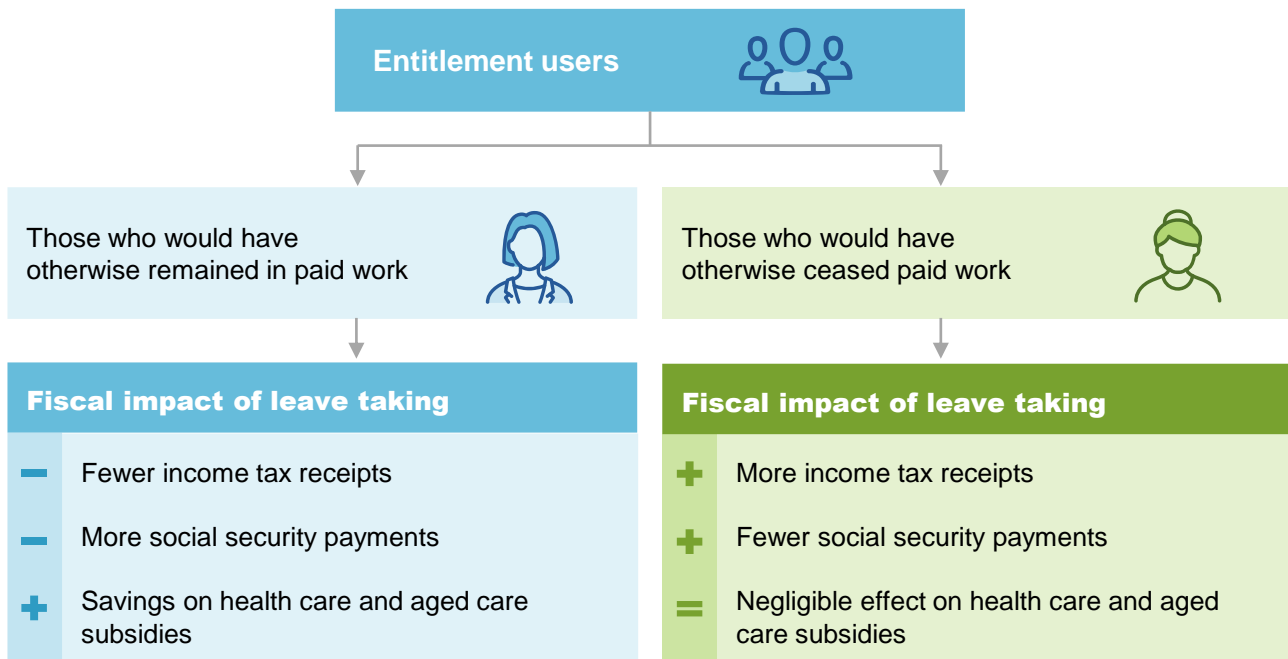 Entitlement users
Those who would have
otherwise remained in paid work
Those who would have
otherwise ceased paid work
Fiscal impact of leave taking
Fewer income tax receipts
More social security payments
Savings on health care and aged care
subsidies
Fiscal impact of leave taking
More income tax receipts
Fewer social security payments
Negligible effect on health care and aged
care subsidies